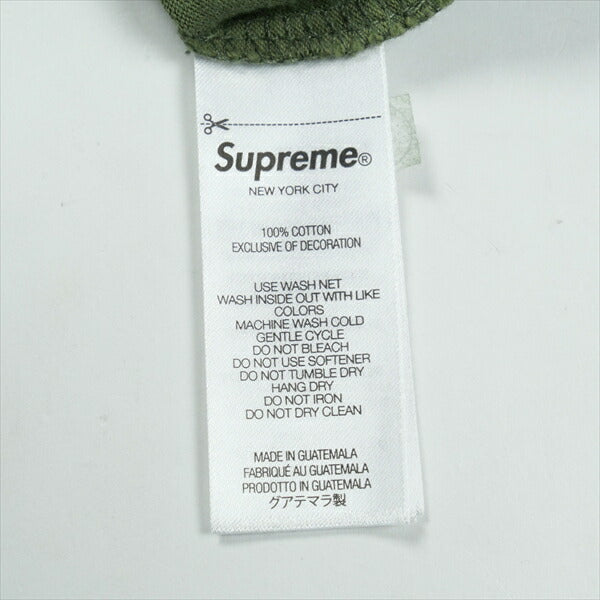 Supreme®
NEW YORK CITY
100% COTTON
EXCLUSIVE OF DECORATION
USE WASH NET
WASH INSIDE OUT WITH LIKE
COLORS
MACHINE WASH COLD
GENTLE CYCLE
DO NOT BLEACH
DO NOT USE SOFTENER
DO NOT TUMBLE DRY
HANG DRY
DO NOT IRON
DO NOT DRY CLEAN
MADE IN GUATEMALA
FABRIQUÉ AU GUATEMALA
PRODOTTO IN GUATEMALA
グアテマラ製